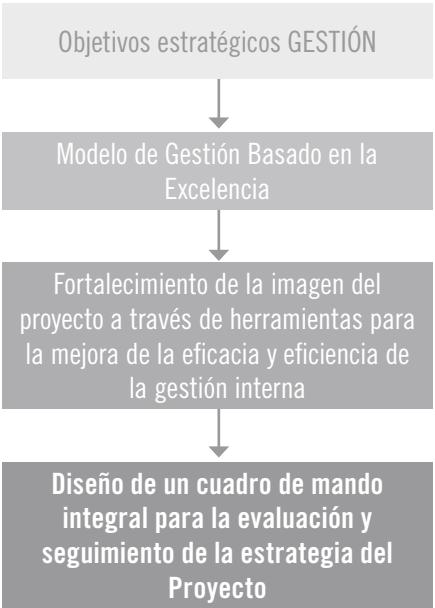 Objetivos estratégicos GESTIÓN
Modelo de Gestión Basado en la
Excelencia
Fortalecimiento de la imagen del
proyecto a través de herramientas para
la mejora de la eficacia y eficiencia de
la gestión interna
Diseño de un cuadro de mando
integral para la evaluación y
seguimiento de la estrategia del
Proyecto